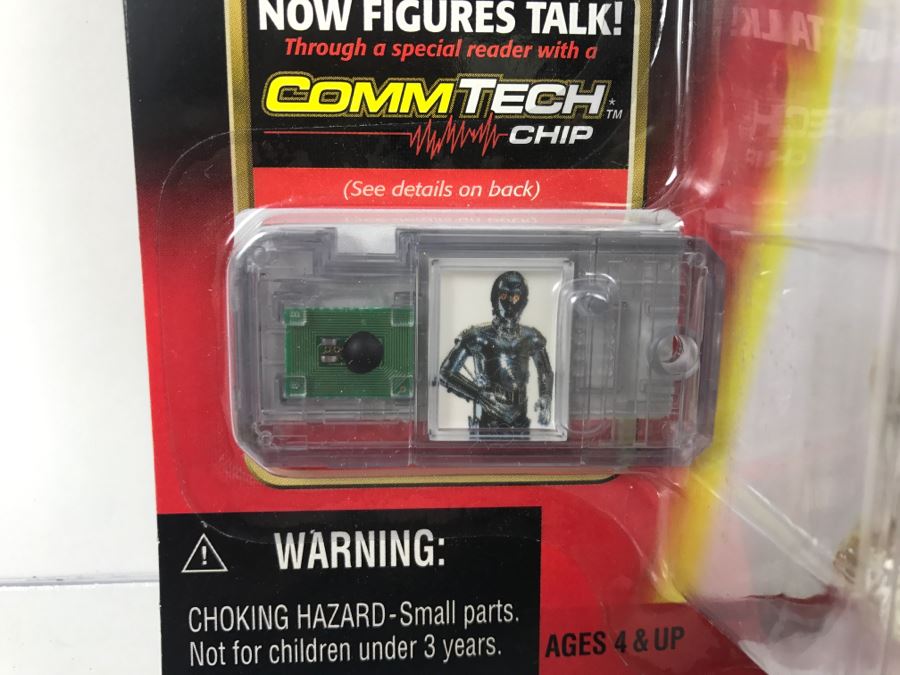 NOW FIGURES TALK!
Through a special reader with a
COMMTECH*™
CHIP
(See details on back)
WARNING:
CHOKING HAZARD-Small parts.
Not for children under 3 years.
AGES 4 & UP